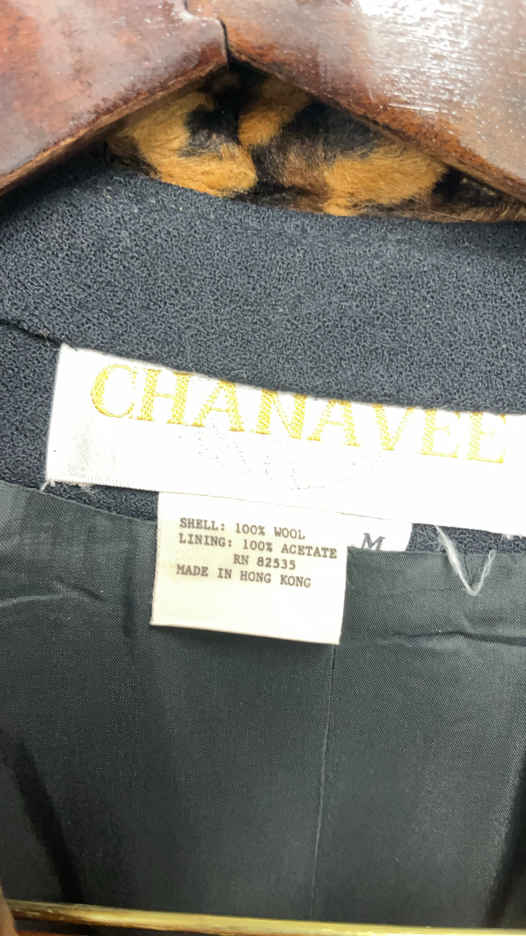 CHANAVEE
SHELL: 100% WOOL
LINING: 100% ACETATE
RN 82535
MADE IN HONG KONG
M